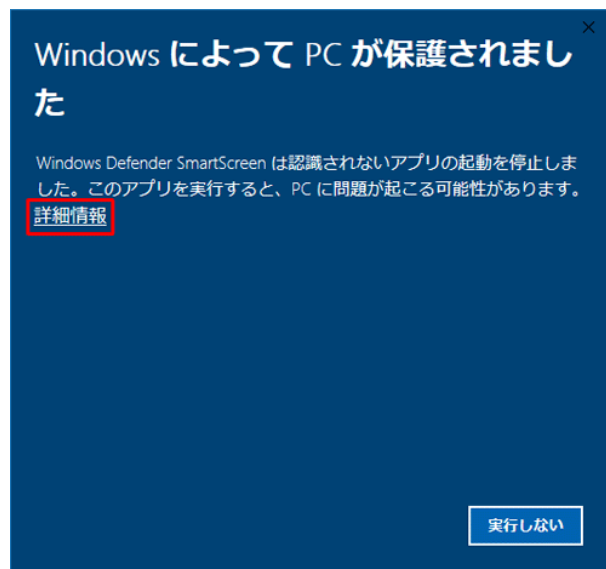 Windows によって PC が保護されまし
た
Windows Defender SmartScreen は認識されないアプリの起動を停止しま
した。このアプリを実行すると、PC に問題が起こる可能性があります。
詳細情報
実行しない